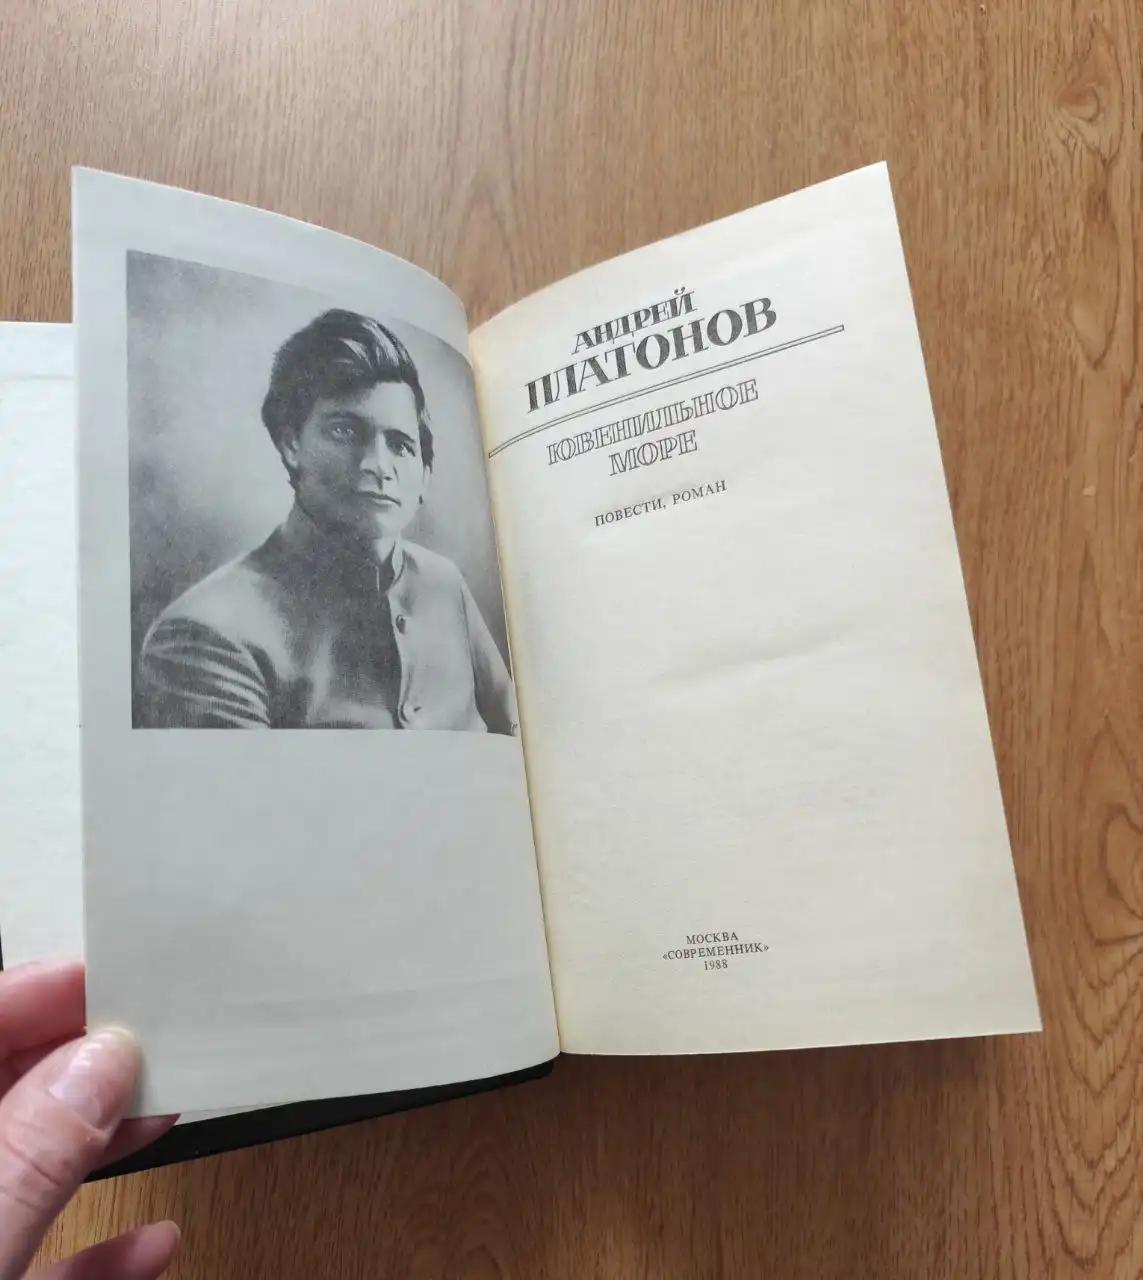 АНДРЕЙ
ПЛАТОНОВ
ЮВЕНИЛЬНОЕ
МОРЕ
ПОВЕСТИ, РОМАН
МОСКВА
«СОВРЕМЕННИК»
1988